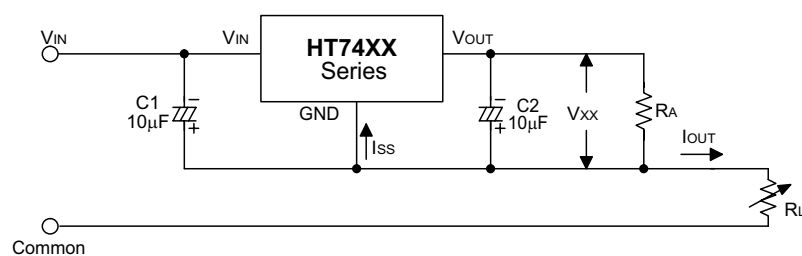 VIN
VIN
HT74XX
Series
VOUT
GND
C1
10μF
ISS
C2
10μF
VXX
RA
IOUT
RL
Common